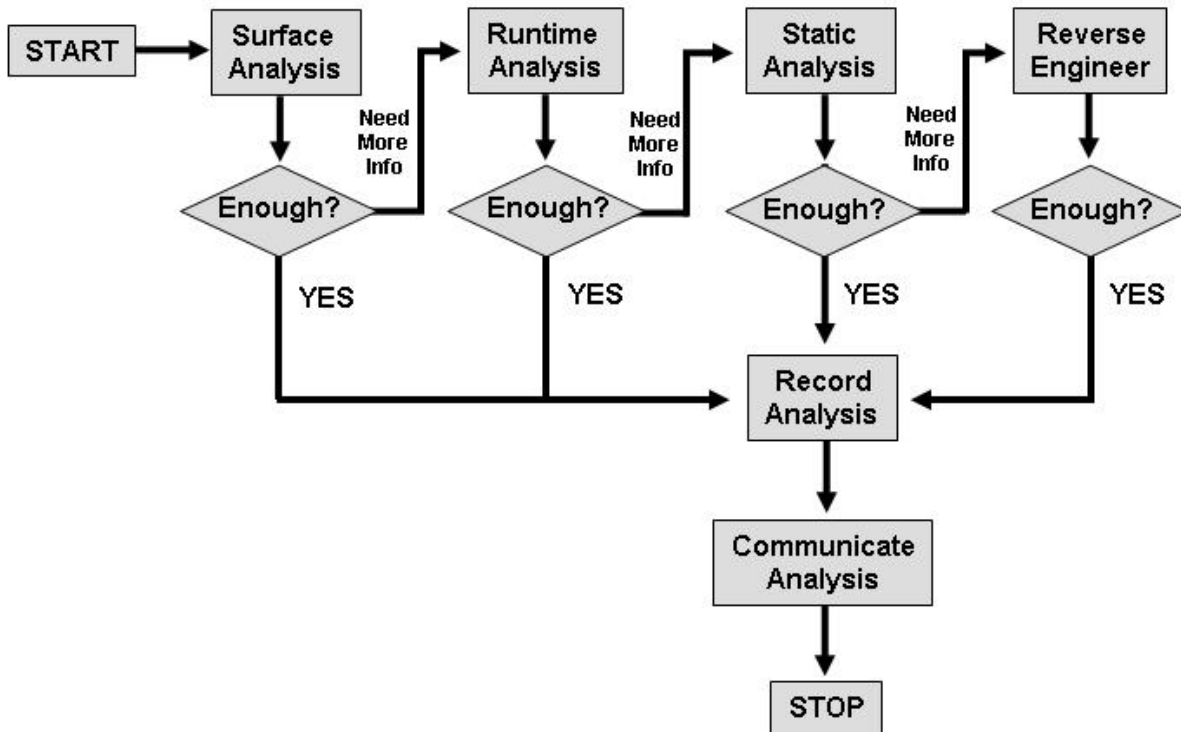 START
Surface
Analysis
Runtime
Analysis
Static
Analysis
Reverse
Engineer
Need
More
Info
Need
More
Info
Need
More
Info
Enough?
Enough?
Enough?
Enough?
YES
YES
YES
YES
Record
Analysis
Communicate
Analysis
STOP